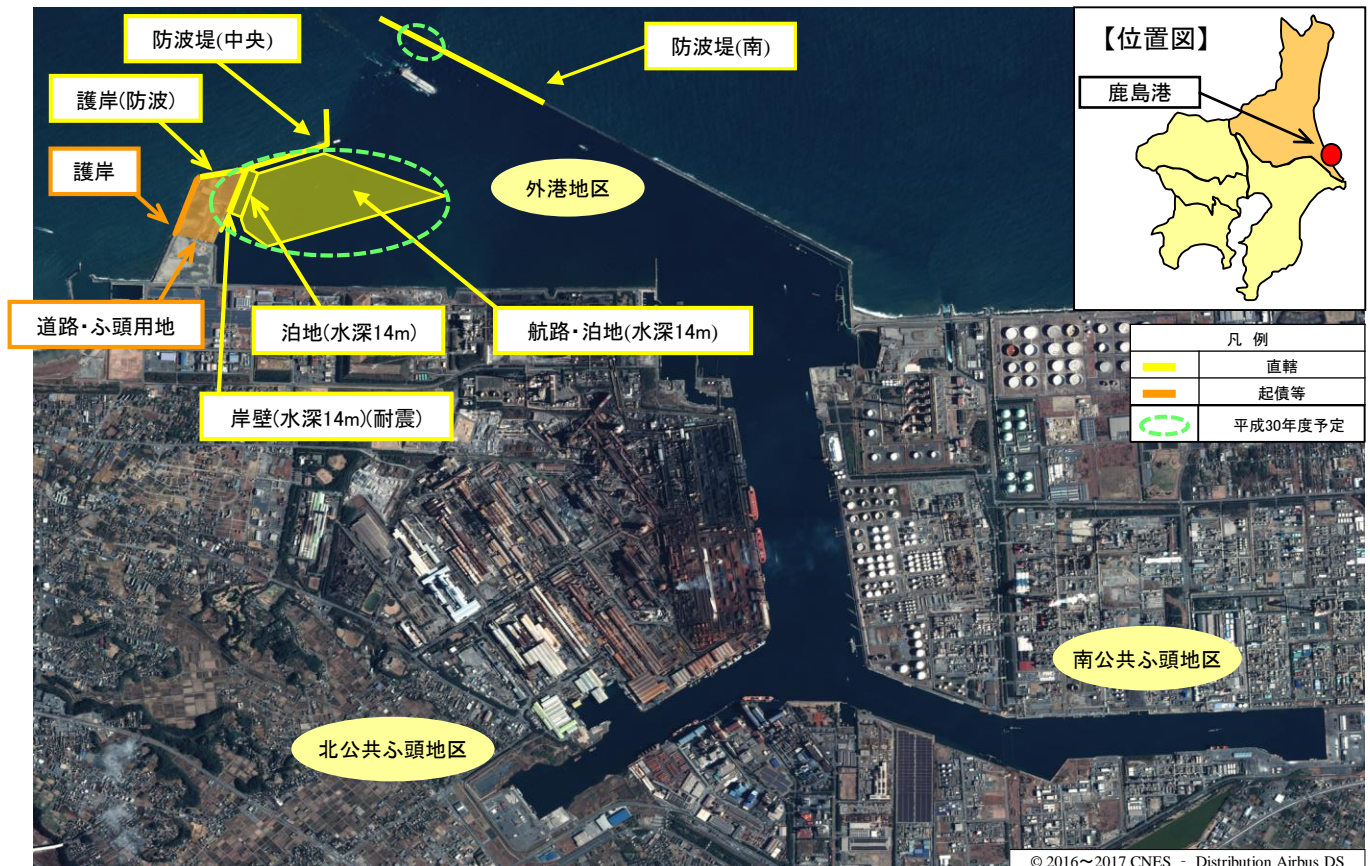 防波堤(中央)
防波堤(南)
【位置図】
鹿島港
護岸(防波)
護岸
外港地区
道路・ふ頭用地
泊地(水深14m)
航路・泊地(水深14m)
岸壁(水深14m)(耐震)
凡 例
直轄
起債等
平成30年度予定
南公共ふ頭地区
北公共ふ頭地区
© 2016~2017 CNES - Distribution Airbus DS